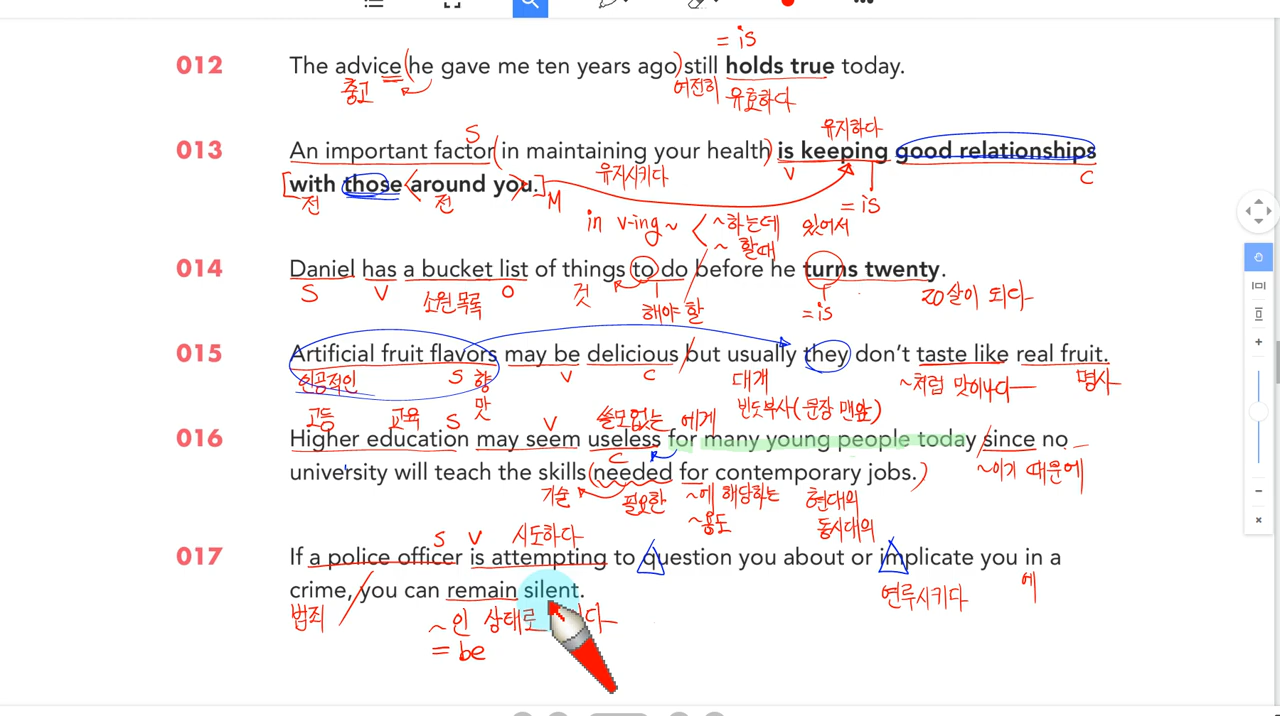 = is
012 The advice (he gave me ten years ago) still holds true today.
충고 여전히 유효하다
S 유지하다
013 An important factor (in maintaining your health) is keeping good relationships
유지시키다 V C
[with those <around you.>] M
전 전 = is
in v-ing ~ < ~하는데 있어서
~ 할때
014 Daniel has a bucket list of things to do before he turns twenty.
S V 소원 목록 O 것 해야 할 = is 20살이 되다
015 Artificial fruit flavors may be delicious / but usually they don't taste like real fruit.
인공적인 S 향 V C 대개 ~처럼 맛이나다 명사
맛 빈도부사(문장 맨앞)
고등 교육 S V 쓸모없는 에게
016 Higher education may seem useless for many young people today / since no
C ~이기 때문에
university will teach the skills (needed for contemporary jobs.)
기술 필요한 ~에 해당하는 현대의
~용도 동시대의
S V 시도하다
017 If a police officer is attempting to question you about or implicate you in a
연루시키다 에
crime, / you can remain silent.
범죄 ~인 상태로 다
= be